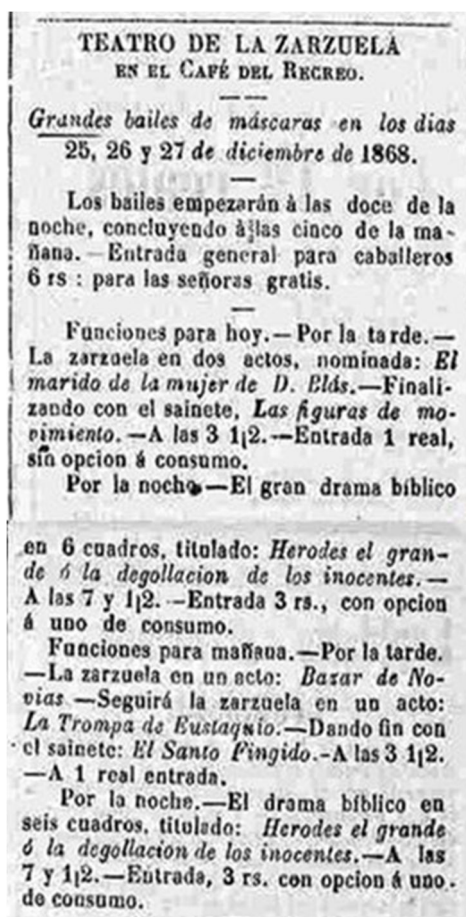 TEATRO DE LA ZARZUELA
EN EL CAFÉ DEL RECREO.
Grandes bailes de máscaras en los dias
25, 26 y 27 de diciembre de 1868.
Los bailes empezarán à las doce de la
noche, concluyendo à las cinco de la ma-
ñana.—Entrada general para caballeros
6 rs : para las señoras gratis.
Funciones para hoy.—Por la tarde.—
La zarzuela en dos actos, nominada: El
marido de la mujer de D. Blás.—Finali-
zando con el sainete, Las figuras de mo-
vimiento.—A las 3 1¡2.—Entrada 1 real,
sin opcion á consumo.
Por la noche—El gran drama bíblico
en 6 cuadros, titulado: Herodes el gran-
de ó la degollacion de los inocentes.—
A las 7 y 1¡2.—Entrada 3 rs., con opcion
á uno de consumo.
Funciones para mañana.—Por la tarde.
—La zarzuela en un acto: Bazar de No-
vias —Seguirá la zarzuela en un acto:
La Trompa de Eustaquio.—Dando fin con
el sainete: El Santo Fingido.-A las 3 1¡2.
—A 1 real entrada.
Por la noche.—El drama bíblico en
seis cuadros, titulado: Herodes el grande
ó la degollacion de los inocentes.—A las
7 y 1¡2.—Entrada, 3 rs. con opcion á uno
de consumo.